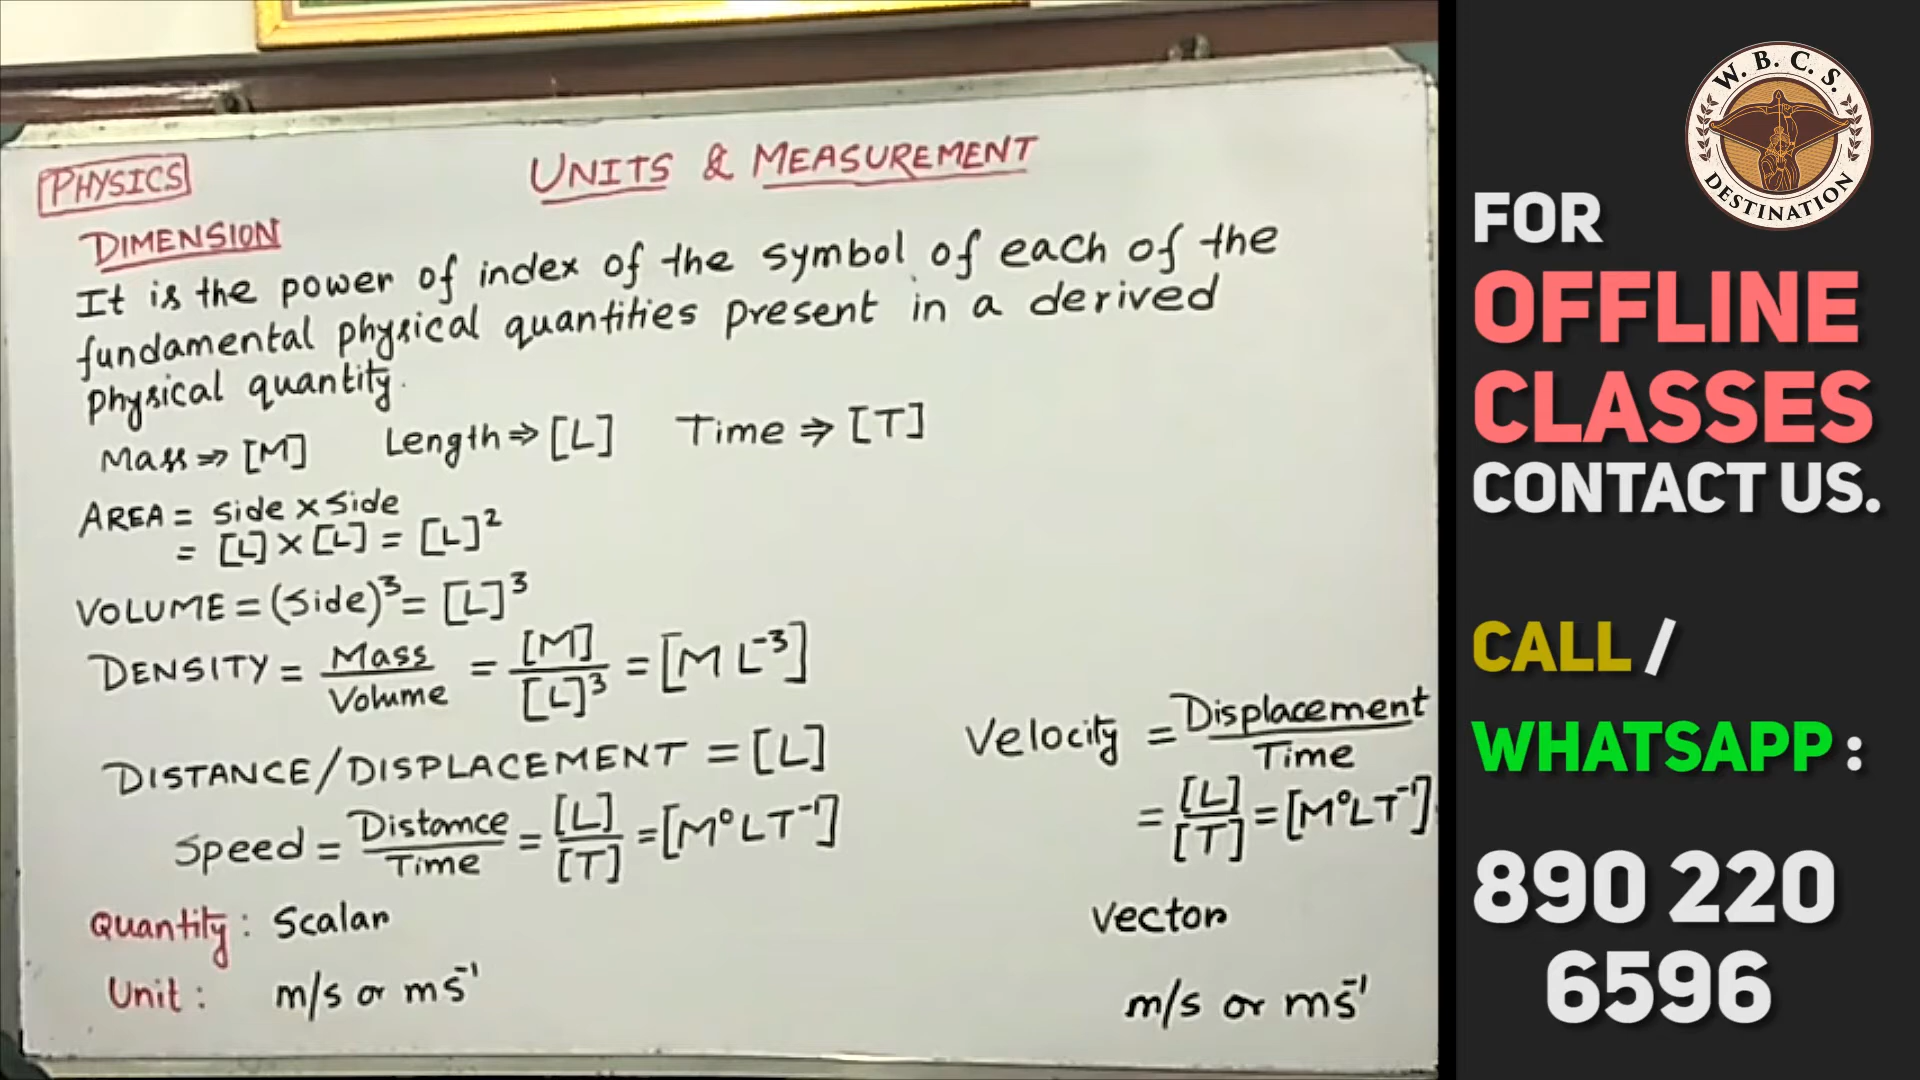 PHYSICS
UNITS & MEASUREMENT
DIMENSION
It is the power of index of the symbol of each of the
fundamental physical quantities present in a derived
physical quantity.
Mass ⇒ [M] Length ⇒ [L] Time ⇒ [T]
AREA = Side × Side
= [L] × [L] = [L]²
VOLUME = (Side)³ = [L]³
DENSITY = Mass / Volume = [M] / [L]³ = [M L⁻³]
DISTANCE/DISPLACEMENT = [L]
Speed = Distance / Time = [L] / [T] = [M⁰LT⁻¹]
Velocity = Displacement / Time
= [L] / [T] = [M⁰LT⁻¹]
Quantity: Scalar
Vector
Unit: m/s or ms⁻¹
m/s or ms⁻¹
W. B. C. S.
DESTINATION
FOR
OFFLINE
CLASSES
CONTACT US.
CALL /
WHATSAPP :
890 220
6596